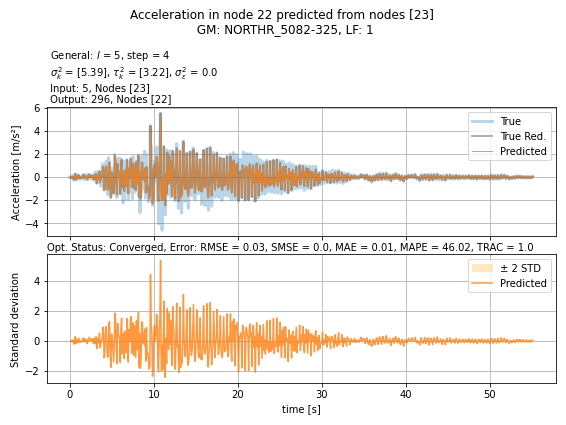 Acceleration in node 22 predicted from nodes [23]
GM: NORTHR_5082-325, LF: 1
General: l = 5, step = 4
σ²ₖ = [5.39], τ²ₖ = [3.22], σ²ε = 0.0
Input: 5, Nodes [23]
Output: 296, Nodes [22]
6
4
2
0
−2
−4
Acceleration [m/s²]
True
True Red.
Predicted
Opt. Status: Converged, Error: RMSE = 0.03, SMSE = 0.0, MAE = 0.01, MAPE = 46.02, TRAC = 1.0
4
2
0
−2
Standard deviation
± 2 STD
Predicted
0 10 20 30 40 50
time [s]